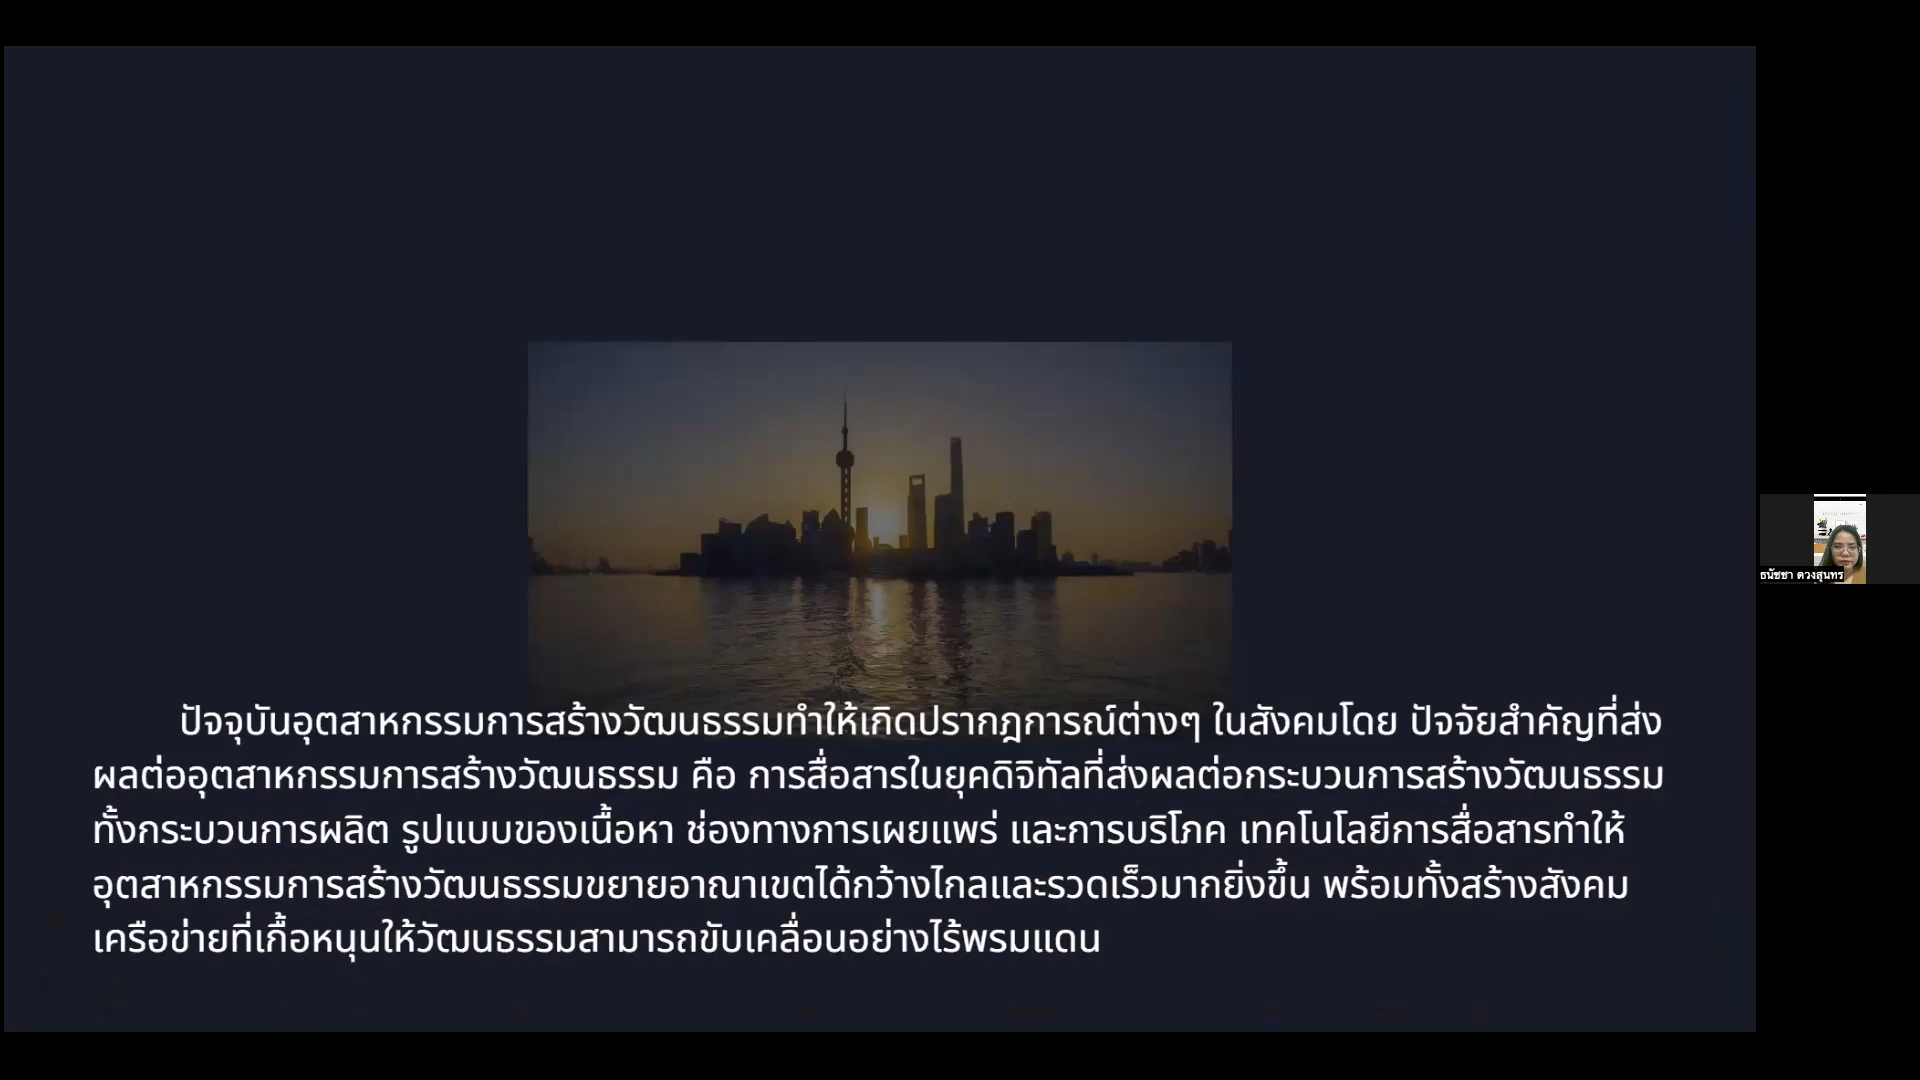 ปัจจุบันอุตสาหกรรมการสร้างวัฒนธรรมทำให้เกิดปรากฎการณ์ต่างๆ ในสังคมโดย ปัจจัยสำคัญที่ส่ง
ผลต่ออุตสาหกรรมการสร้างวัฒนธรรม คือ การสื่อสารในยุคดิจิทัลที่ส่งผลต่อกระบวนการสร้างวัฒนธรรม
ทั้งกระบวนการผลิต รูปแบบของเนื้อหา ช่องทางการเผยแพร่ และการบริโภค เทคโนโลยีการสื่อสารทำให้
อุตสาหกรรมการสร้างวัฒนธรรมขยายอาณาเขตได้กว้างไกลและรวดเร็วมากยิ่งขึ้น พร้อมทั้งสร้างสังคม
เครือข่ายที่เกื้อหนุนให้วัฒนธรรมสามารถขับเคลื่อนอย่างไร้พรมแดน
ธนัชชา ดวงสุนทร